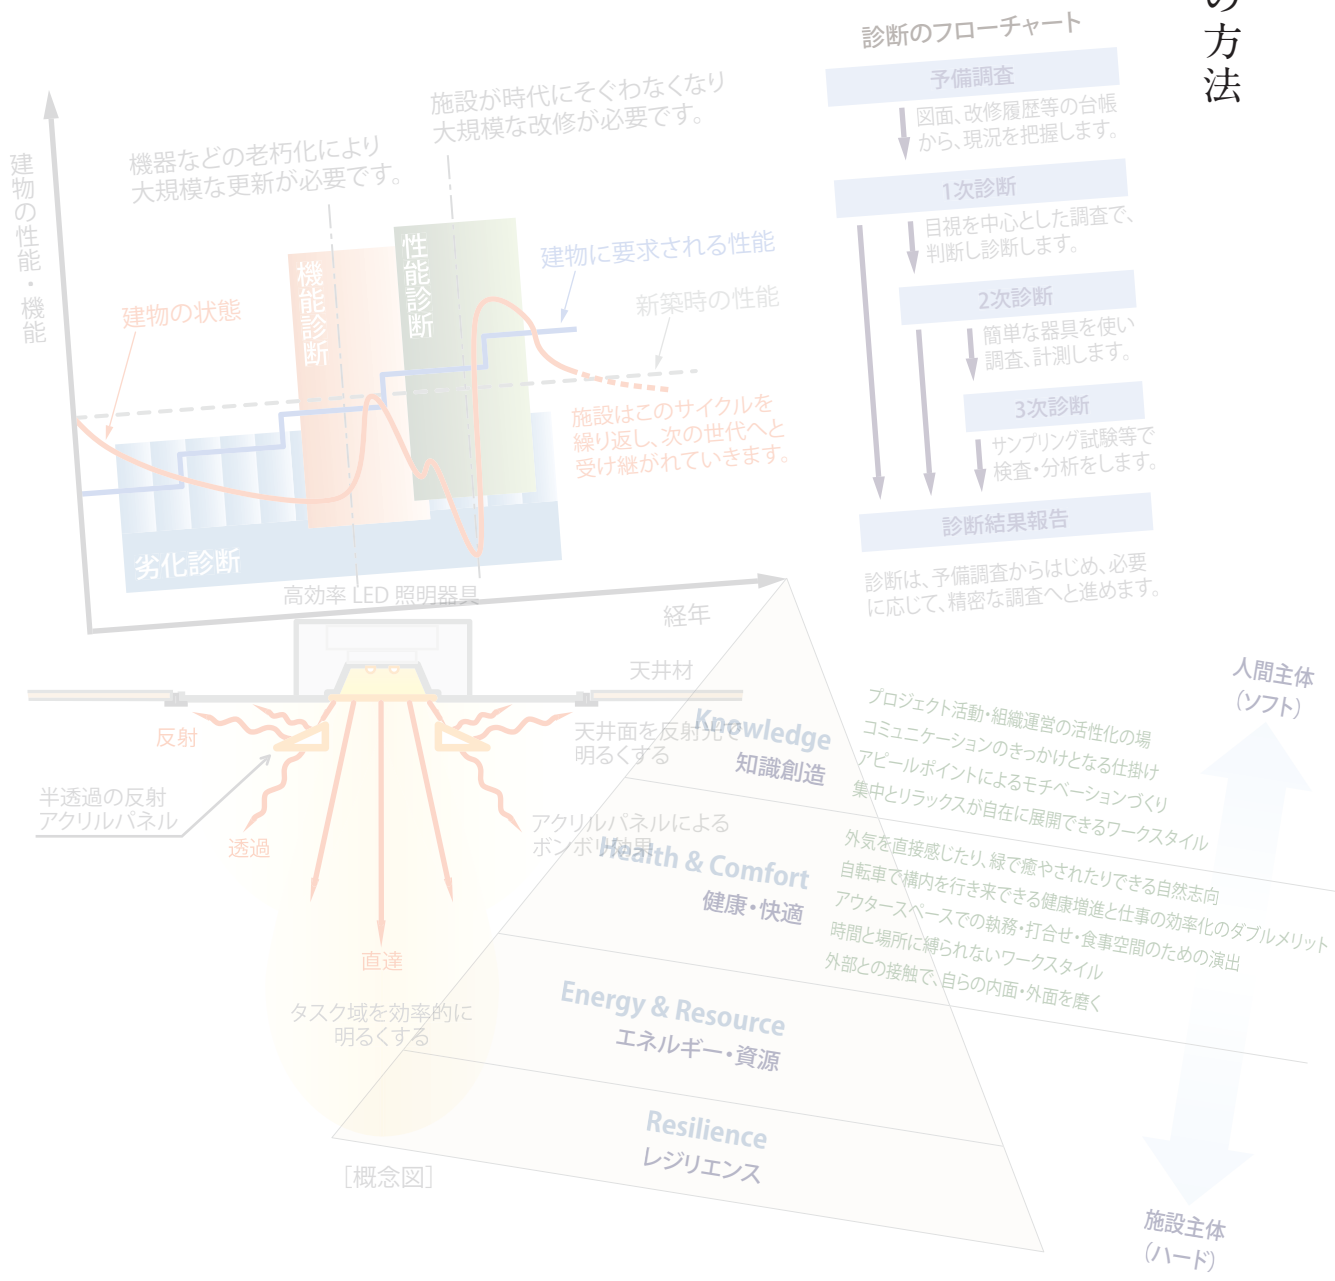 の方法
診断のフローチャート
予備調査
図面、改修履歴等の台帳
から、現況を把握します。
1次診断
目視を中心とした調査で、
判断し診断します。
2次診断
簡単な器具を使い
調査、計測します。
3次診断
サンプリング試験等で
検査・分析をします。
診断結果報告
診断は、予備調査からはじめ、必要
に応じて、精密な調査へと進めます。
建物の性能・機能
機器などの老朽化により
大規模な更新が必要です。
施設が時代にそぐわなくなり
大規模な改修が必要です。
建物の状態
機能診断
性能診断
建物に要求される性能
新築時の性能
施設はこのサイクルを
繰り返し、次の世代へと
受け継がれていきます。
劣化診断
経年
高効率 LED 照明器具
天井材
反射
天井面を反射光で
明るくする
半透過の反射
アクリルパネル
透過
アクリルパネルによる
ボンボリ効果
直達
タスク域を効率的に
明るくする
［概念図］
Knowledge
知識創造
プロジェクト活動・組織運営の活性化の場
コミュニケーションのきっかけとなる仕掛け
アピールポイントによるモチベーションづくり
集中とリラックスが自在に展開できるワークスタイル
Health & Comfort
健康・快適
外気を直接感じたり、緑で癒やされたりできる自然志向
自転車で構内を行き来できる健康増進と仕事の効率化のダブルメリット
アウタースペースでの執務・打合せ・食事空間のための演出
時間と場所に縛られないワークスタイル
外部との接触で、自らの内面・外面を磨く
Energy & Resource
エネルギー・資源
Resilience
レジリエンス
人間主体
（ソフト）
施設主体
（ハード）